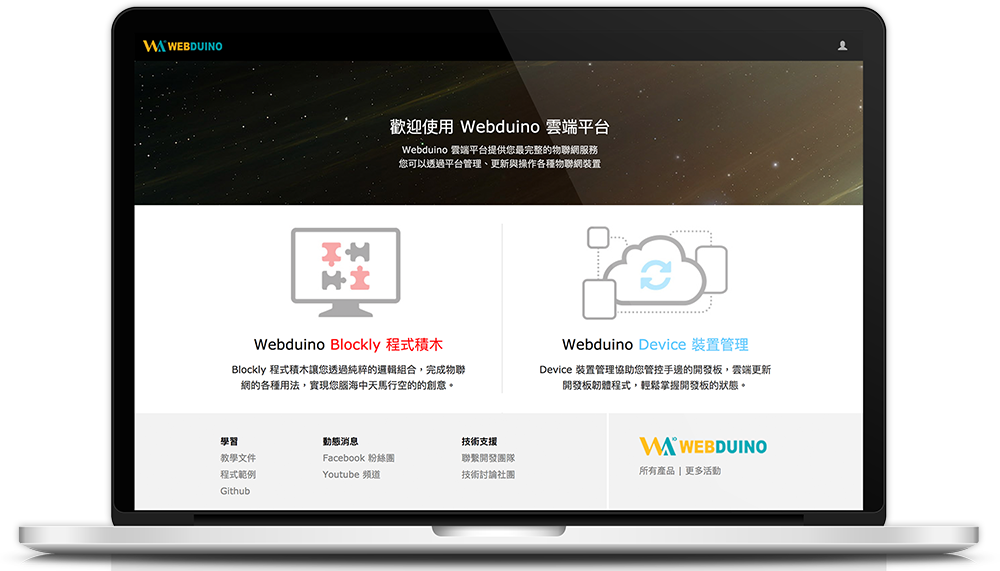 WEBDUINO
歡迎使用 Webduino 雲端平台
Webduino 雲端平台提供您最完整的物聯網服務
您可以透過平台管理、更新與操作各種物聯網裝置
Webduino Blockly 程式積木
Blockly 程式積木讓您透過純粹的邏輯組合，完成物聯
網的各種用法，實現您腦海中天馬行空的的創意。
Webduino Device 裝置管理
Device 裝置管理協助您管控手邊的開發板，雲端更新
開發板韌體程式，輕鬆掌握開發板的狀態。
學習
教學文件
程式範例
Github
動態消息
Facebook 粉絲團
Youtube 頻道
技術支援
聯繫開發團隊
技術討論社團
WEBDUINO
所有產品 | 更多活動